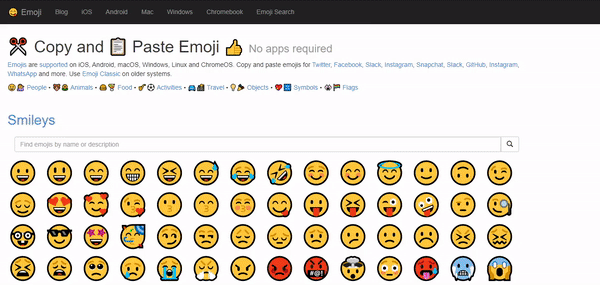 Emoji Blog iOS Android Mac Windows Chromebook Emoji Search
Copy and Paste Emoji No apps required
Emojis are supported on iOS, Android, macOS, Windows, Linux and ChromeOS. Copy and paste emojis for Twitter, Facebook, Slack, Instagram, Snapchat, Slack, GitHub, Instagram,
WhatsApp and more. Use Emoji Classic on older systems.
People • Animals • Food • Activities • Travel • Objects • Symbols • Flags
Smileys
Find emojis by name or description
#@!